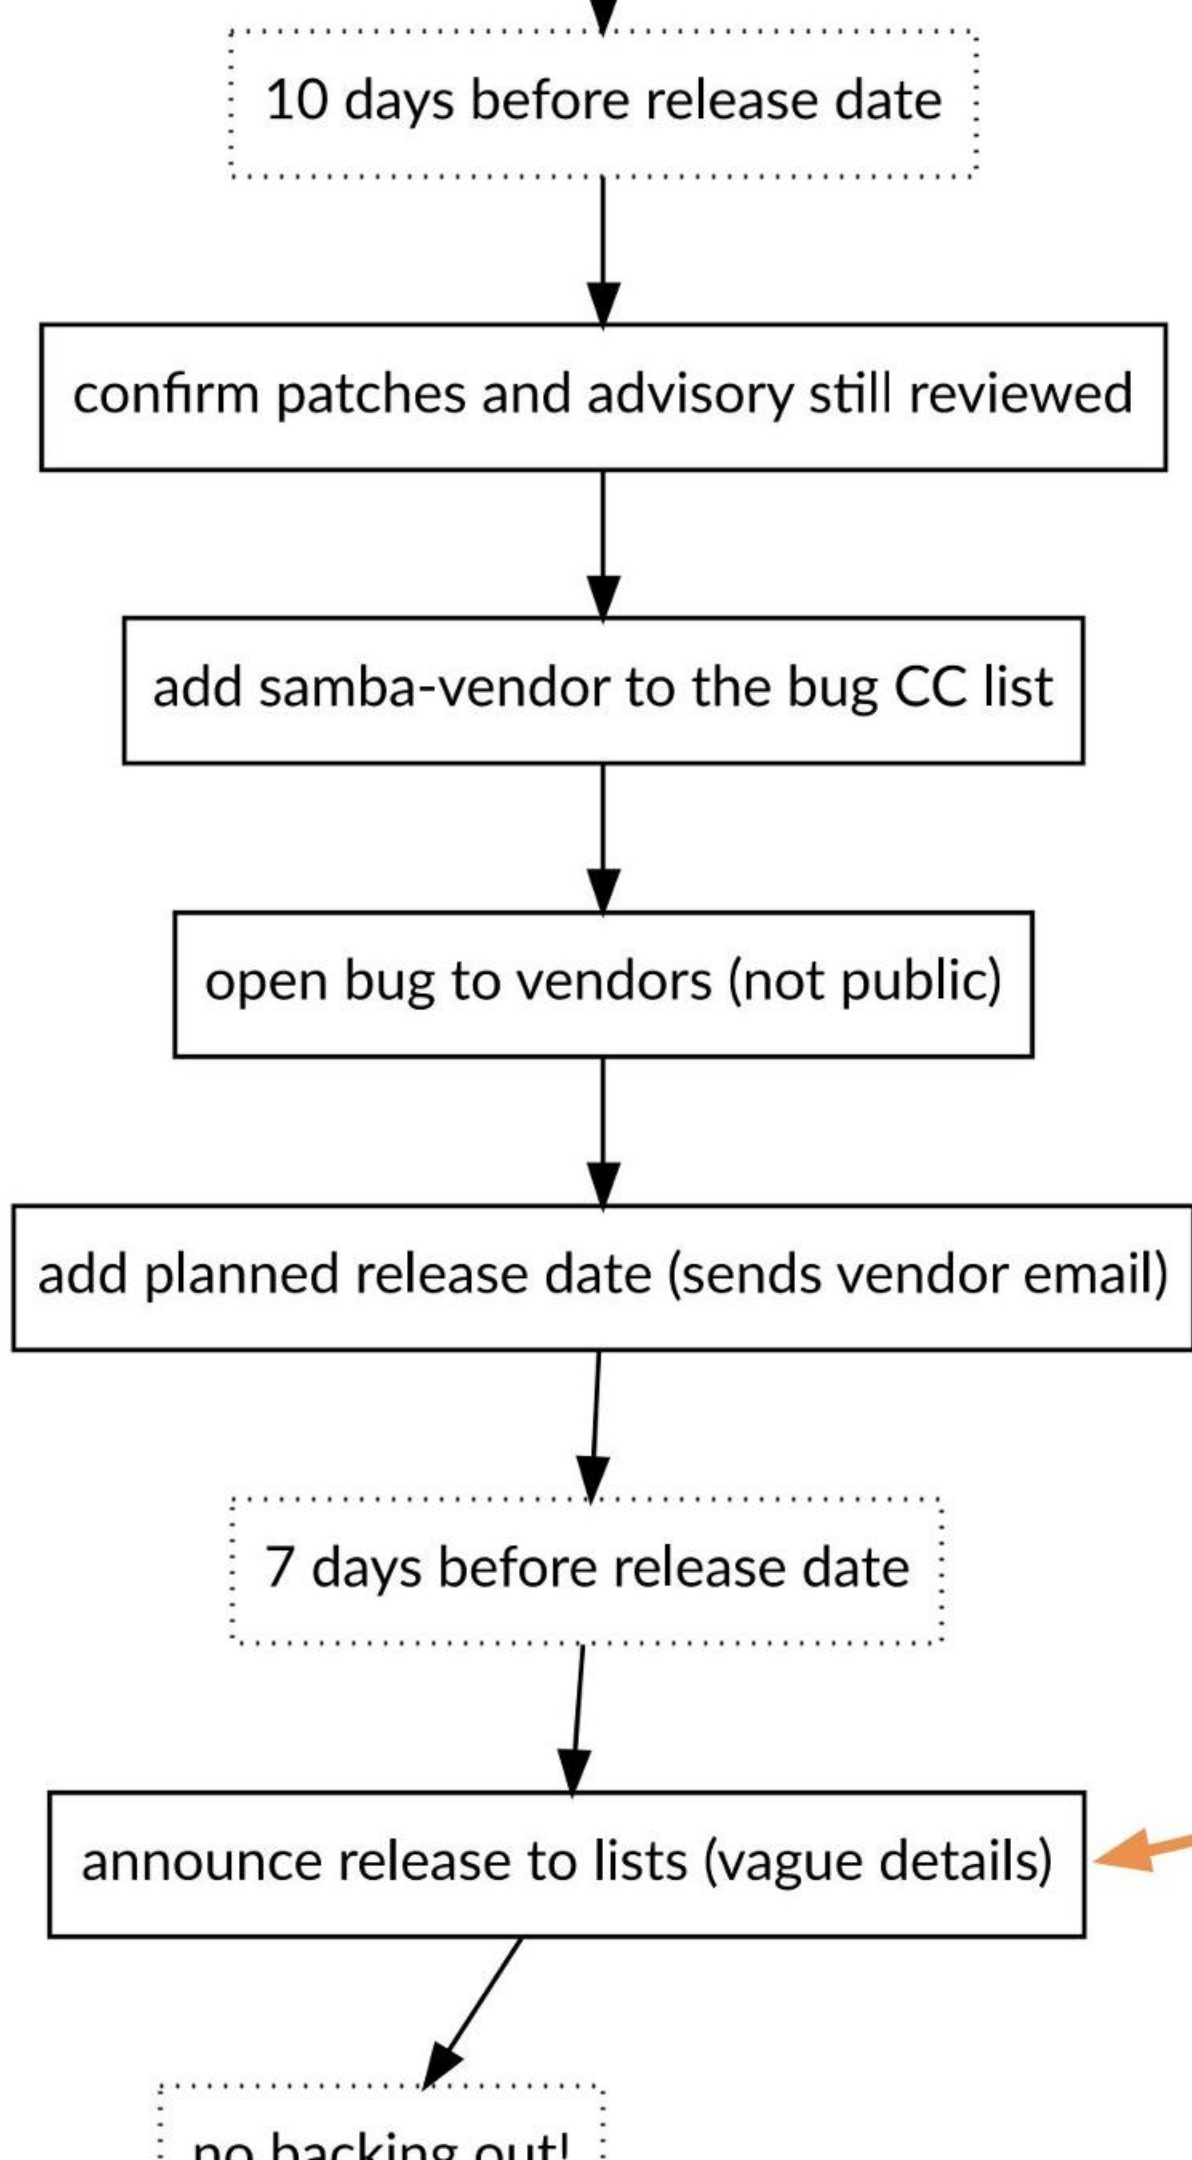 10 days before release date
confirm patches and advisory still reviewed
add samba-vendor to the bug CC list
open bug to vendors (not public)
add planned release date (sends vendor email)
7 days before release date
announce release to lists (vague details)
no backing out!